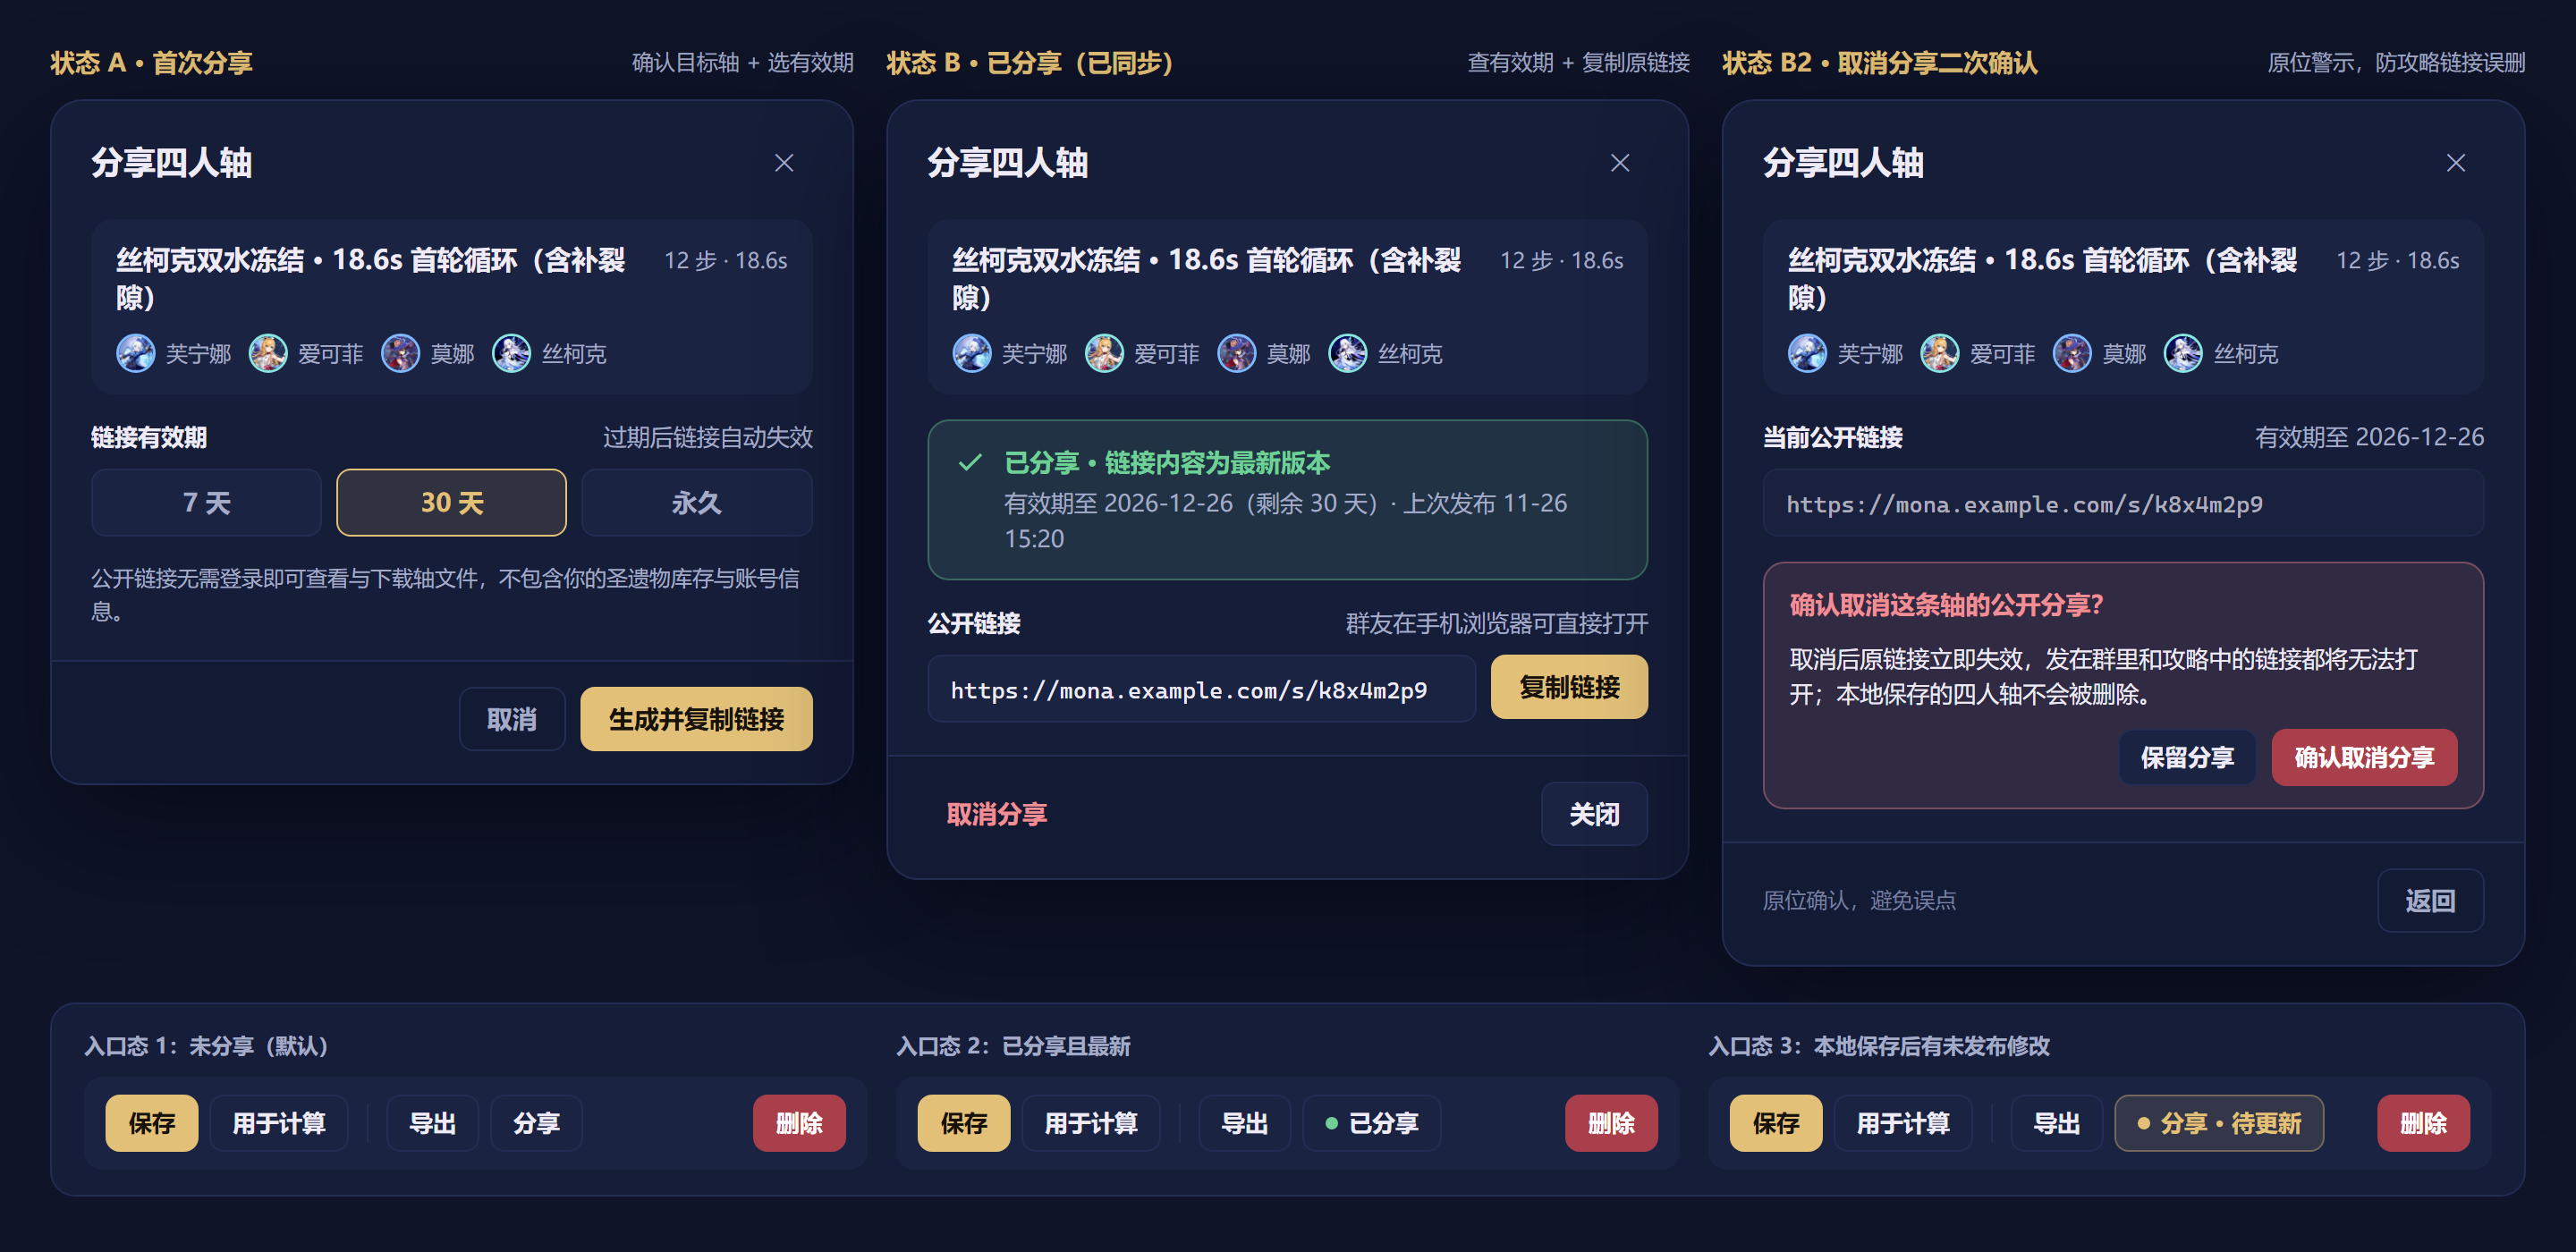 状态 A • 首次分享
确认目标轴 + 选有效期
分享四人轴
丝柯克双水冻结 • 18.6s 首轮循环（含补裂
隙）
12 步 · 18.6s
芙宁娜 爱可菲 莫娜 丝柯克
链接有效期
过期后链接自动失效
7 天
30 天
永久
公开链接无需登录即可查看与下载轴文件，不包含你的圣遗物库存与账号信
息。
取消
生成并复制链接
状态 B • 已分享（已同步）
查有效期 + 复制原链接
分享四人轴
丝柯克双水冻结 • 18.6s 首轮循环（含补裂
隙）
12 步 · 18.6s
芙宁娜 爱可菲 莫娜 丝柯克
已分享 • 链接内容为最新版本
有效期至 2026-12-26（剩余 30 天）· 上次发布 11-26
15:20
公开链接
群友在手机浏览器可直接打开
https://mona.example.com/s/k8x4m2p9
复制链接
取消分享
关闭
状态 B2 • 取消分享二次确认
原位警示，防攻略链接误删
分享四人轴
丝柯克双水冻结 • 18.6s 首轮循环（含补裂
隙）
12 步 · 18.6s
芙宁娜 爱可菲 莫娜 丝柯克
当前公开链接
有效期至 2026-12-26
https://mona.example.com/s/k8x4m2p9
确认取消这条轴的公开分享？
取消后原链接立即失效，发在群里和攻略中的链接都将无法打
开；本地保存的四人轴不会被删除。
保留分享
确认取消分享
原位确认，避免误点
返回
入口态 1：未分享（默认）
保存 用于计算 导出 分享 删除
入口态 2：已分享且最新
保存 用于计算 导出 已分享 删除
入口态 3：本地保存后有未发布修改
保存 用于计算 导出 分享 • 待更新 删除